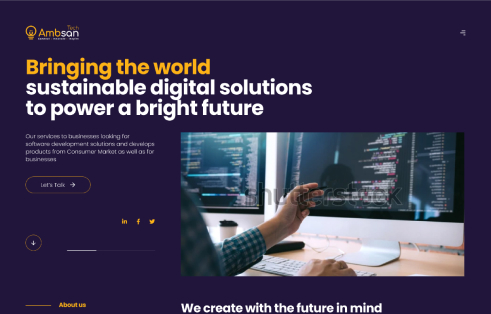 Tech
Ambsan
Bringing the world
sustainable digital solutions
to power a bright future
Our services to businesses looking for
software development solutions and develops
products from Consumer Market as well as for
businesses
Let's Talk
shutterstock
About us
We create with the future in mind